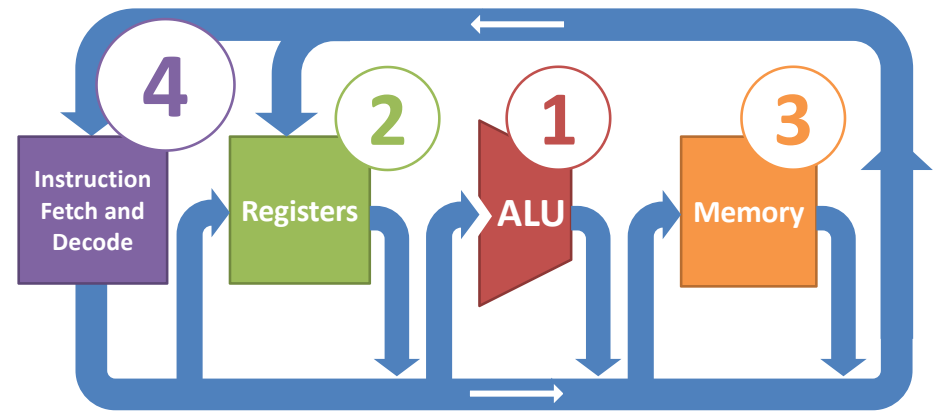 4
Instruction
Fetch and
Decode
2
Registers
1
ALU
3
Memory